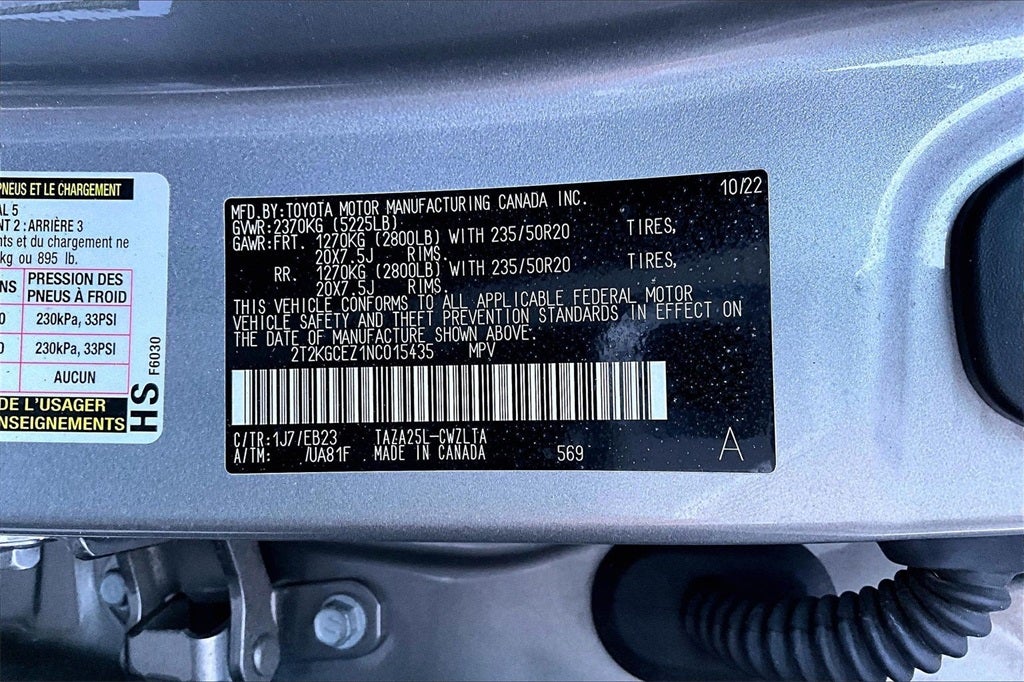 PNEUS ET LE CHARGEMENT
AL 5
NT 2 : ARRIÈRE 3
nts et du chargement ne
kg ou 895 lb.
NS PRESSION DES
PNEUS À FROID
0 230kPa, 33PSI
0 230kPa, 33PSI
AUCUN
DE L'USAGER
NSEIGNEMENTS
HS F6030
10/22
MFD.BY:TOYOTA MOTOR MANUFACTURING CANADA INC.
GVWR:2370KG (5225LB)
GAWR:FRT. 1270KG (2800LB) WITH 235/50R20 TIRES,
20X7.5J RIMS.
RR. 1270KG (2800LB) WITH 235/50R20 TIRES,
20X7.5J RIMS.
THIS VEHICLE CONFORMS TO ALL APPLICABLE FEDERAL MOTOR
VEHICLE SAFETY AND THEFT PREVENTION STANDARDS IN EFFECT ON
THE DATE OF MANUFACTURE SHOWN ABOVE:
2T2KGCEZ1NC015435 MPV
C/TR:1J7/EB23 TAZA25L-CWZLTA
A/TM: /UA81F MADE IN CANADA 569 A